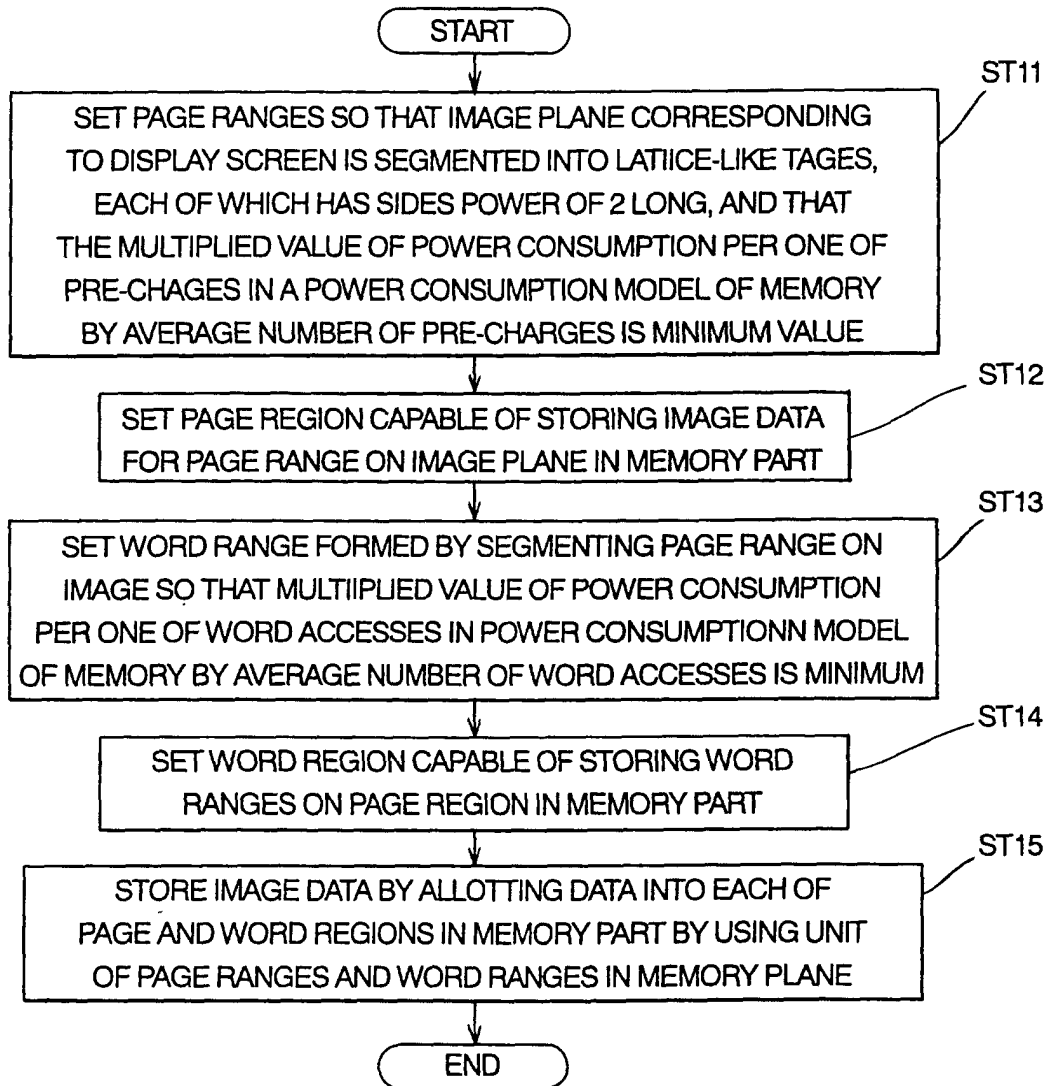 START
ST11
SET PAGE RANGES SO THAT IMAGE PLANE CORRESPONDING
TO DISPLAY SCREEN IS SEGMENTED INTO LATIICE-LIKE TAGES,
EACH OF WHICH HAS SIDES POWER OF 2 LONG, AND THAT
THE MULTIPLIED VALUE OF POWER CONSUMPTION PER ONE OF
PRE-CHAGES IN A POWER CONSUMPTION MODEL OF MEMORY
BY AVERAGE NUMBER OF PRE-CHARGES IS MINIMUM VALUE
ST12
SET PAGE REGION CAPABLE OF STORING IMAGE DATA
FOR PAGE RANGE ON IMAGE PLANE IN MEMORY PART
ST13
SET WORD RANGE FORMED BY SEGMENTING PAGE RANGE ON
IMAGE SO THAT MULTIIPLIED VALUE OF POWER CONSUMPTION
PER ONE OF WORD ACCESSES IN POWER CONSUMPTIONN MODEL
OF MEMORY BY AVERAGE NUMBER OF WORD ACCESSES IS MINIMUM
ST14
SET WORD REGION CAPABLE OF STORING WORD
RANGES ON PAGE REGION IN MEMORY PART
ST15
STORE IMAGE DATA BY ALLOTTING DATA INTO EACH OF
PAGE AND WORD REGIONS IN MEMORY PART BY USING UNIT
OF PAGE RANGES AND WORD RANGES IN MEMORY PLANE
END